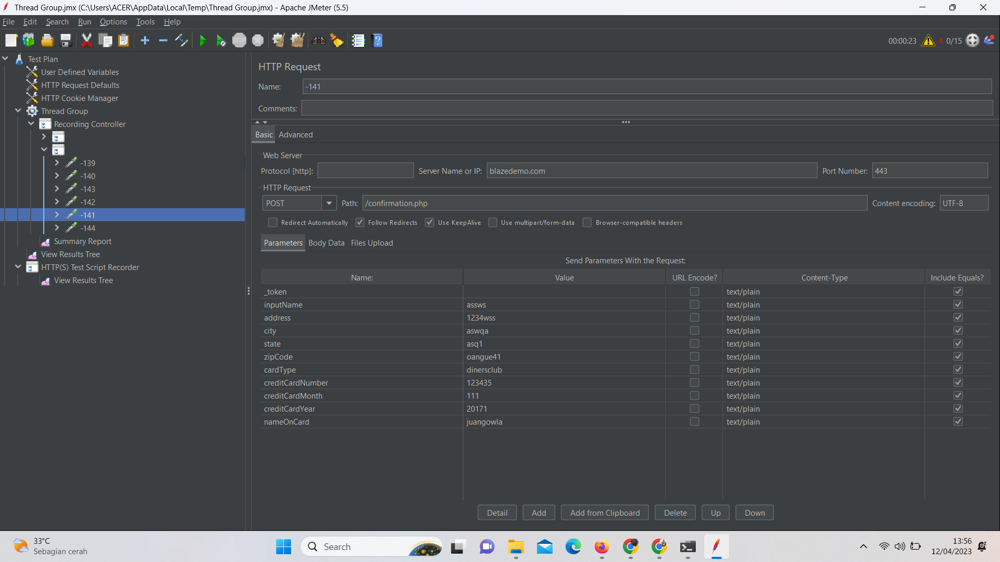 Thread Group.jmx (C:\Users\ACER\AppData\Local\Temp\Thread Group.jmx) - Apache JMeter (5.5)
File Edit Search Run Options Tools Help
00:00:23 4 0/15
Test Plan
User Defined Variables
HTTP Request Defaults
HTTP Cookie Manager
Thread Group
Recording Controller
-139
-140
-143
-142
-141
-144
Summary Report
View Results Tree
HTTP(S) Test Script Recorder
View Results Tree
HTTP Request
Name: -141
Comments:
Basic Advanced
Web Server
Protocol [http]: Server Name or IP: blazedemo.com Port Number: 443
HTTP Request
POST Path: /confirmation.php Content encoding: UTF-8
Redirect Automatically Follow Redirects Use KeepAlive Use multipart/form-data Browser-compatible headers
Parameters Body Data Files Upload
Send Parameters With the Request:
Name: Value URL Encode? Content-Type Include Equals?
_token text/plain
inputName assws text/plain
address 1234wss text/plain
city aswqa text/plain
state asq1 text/plain
zipCode oangue41 text/plain
cardType dinersclub text/plain
creditCardNumber 123435 text/plain
creditCardMonth 111 text/plain
creditCardYear 20171 text/plain
nameOnCard juangowla text/plain
Detail Add Add from Clipboard Delete Up Down
33°C
Sebagian cerah
Search
13:56
12/04/2023